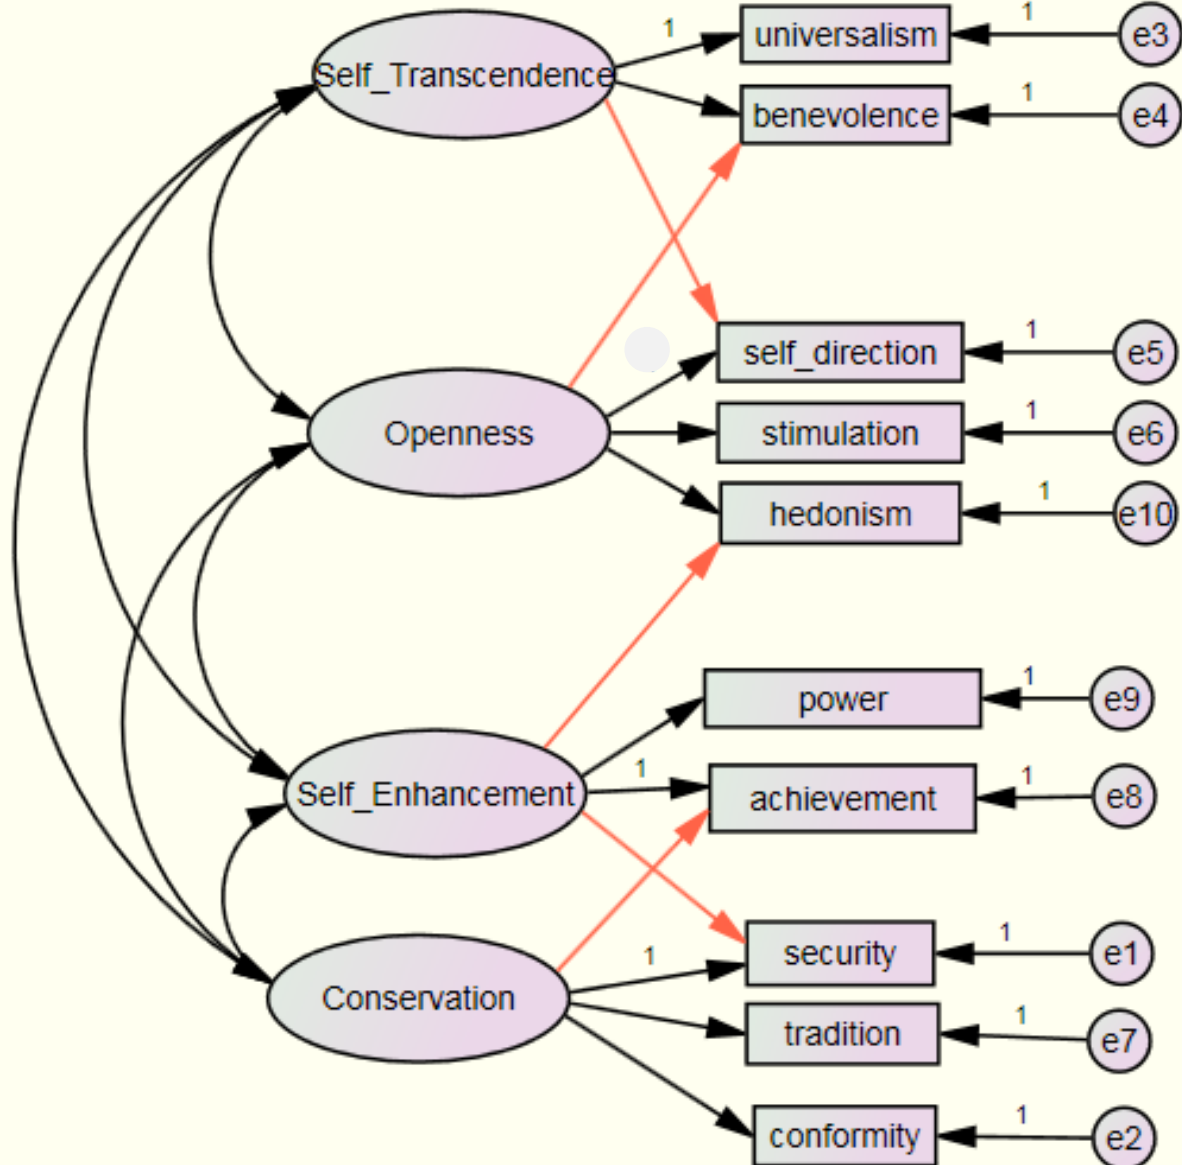 1
universalism
1
e3
Self_Transcendence
benevolence
1
e4
self_direction
1
e5
Openness
stimulation
1
e6
hedonism
1
e10
power
1
e9
Self_Enhancement
1
achievement
1
e8
1
security
1
e1
Conservation
tradition
1
e7
conformity
1
e2